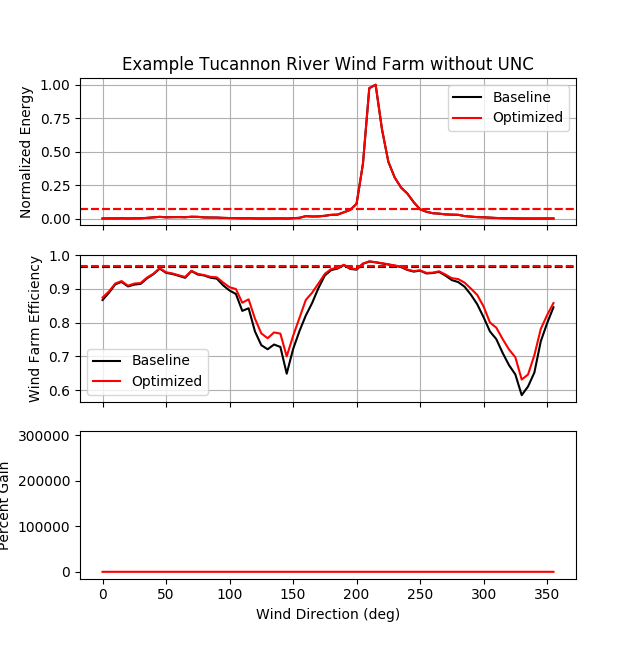 Example Tucannon River Wind Farm without UNC
Normalized Energy
1.00
0.75
0.50
0.25
0.00
Baseline
Optimized
Wind Farm Efficiency
1.0
0.9
0.8
0.7
0.6
Baseline
Optimized
Percent Gain
300000
200000
100000
0
0
50
100
150
200
250
300
350
Wind Direction (deg)